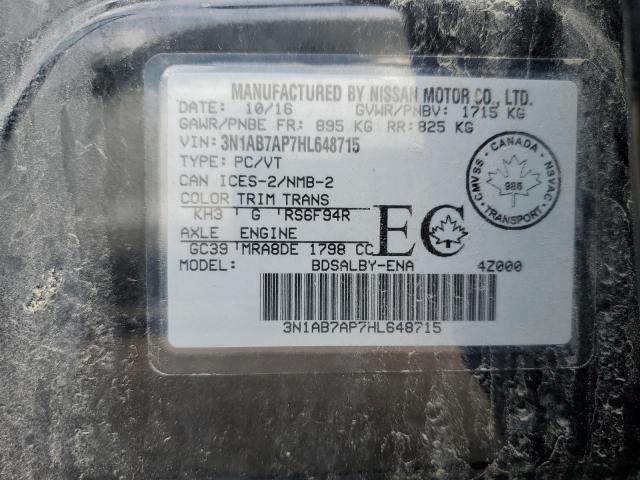 MANUFACTURED BY NISSAN MOTOR CO., LTD.
DATE: 10/16 GVWR/PNBV: 1715 KG
GAWR/PNBE FR: 895 KG RR: 825 KG
VIN: 3N1AB7AP7HL648715
TYPE: PC/VT
CAN ICES-2/NMB-2
COLOR TRIM TRANS
KH3 G RS6F94R
AXLE ENGINE
GC39 MRA8DE 1798 CC
EC
MODEL: BDSALBY-ENA 4Z000
3N1AB7AP7HL648715
CMVSS · CANADA · NSVAC · TRANSPORT ·
986